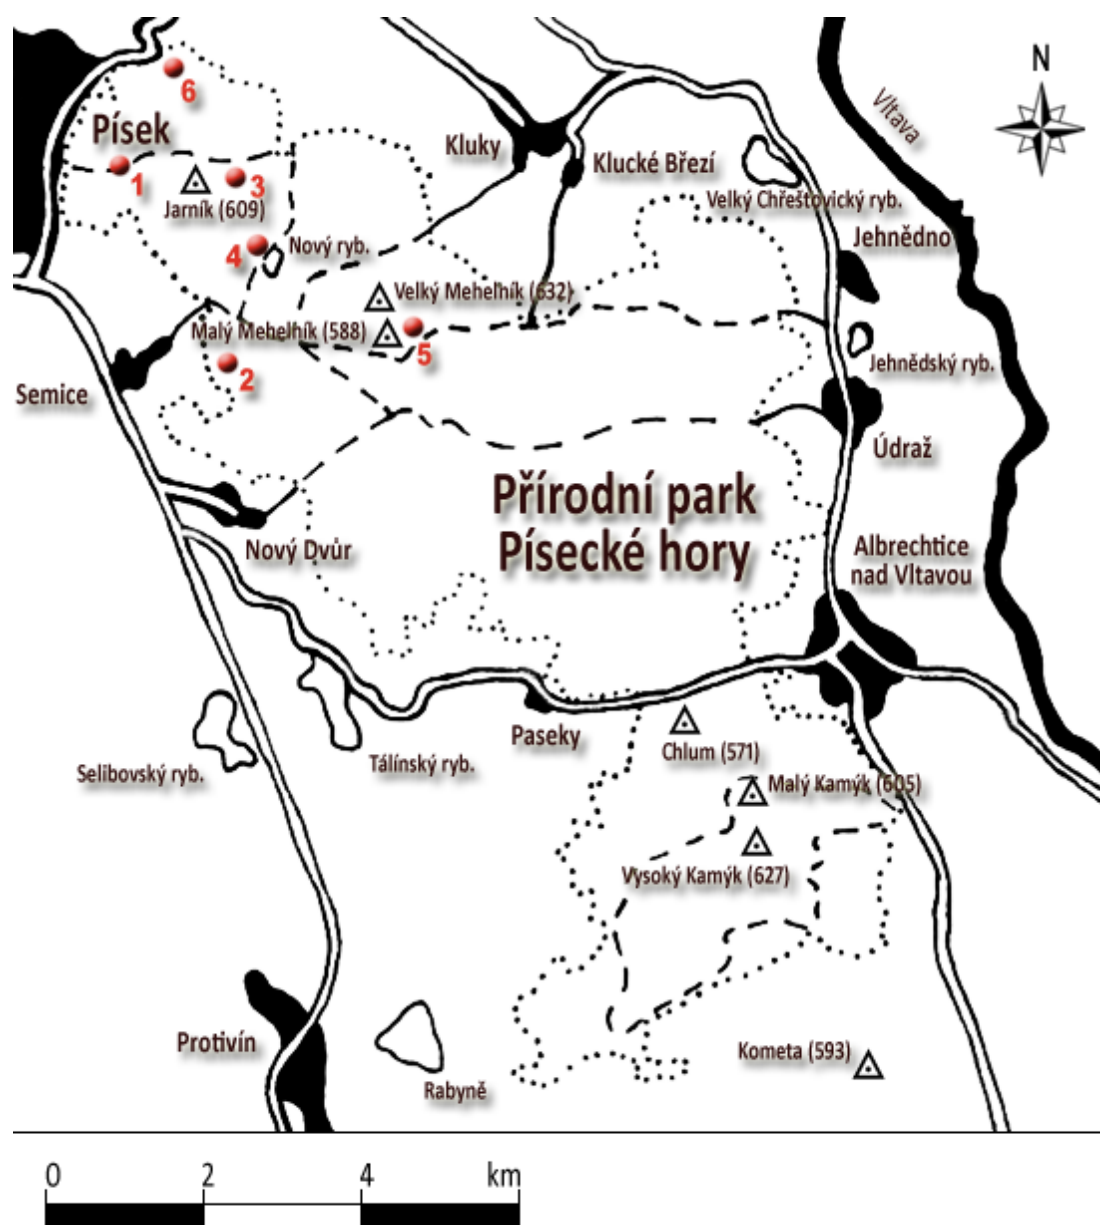 N
Vltava
6
Písek
Kluky
Klucké Březí
1
3
Jarník (609)
Velký Chřešťovický ryb.
Jehnědno
4
Nový ryb.
Velký Meheľník (632)
Malý Meheľník (588)
5
Jehnědský ryb.
2
Semice
Údraž
Přírodní park
Písecké hory
Nový Dvůr
Albrechtice
nad Vltavou
Paseky
Chlum (571)
Tálínský ryb.
Selibovský ryb.
Malý Kamýk (605)
Vysoký Kamýk (627)
Protivín
Kometa (593)
Rabyně
0 2 4 km